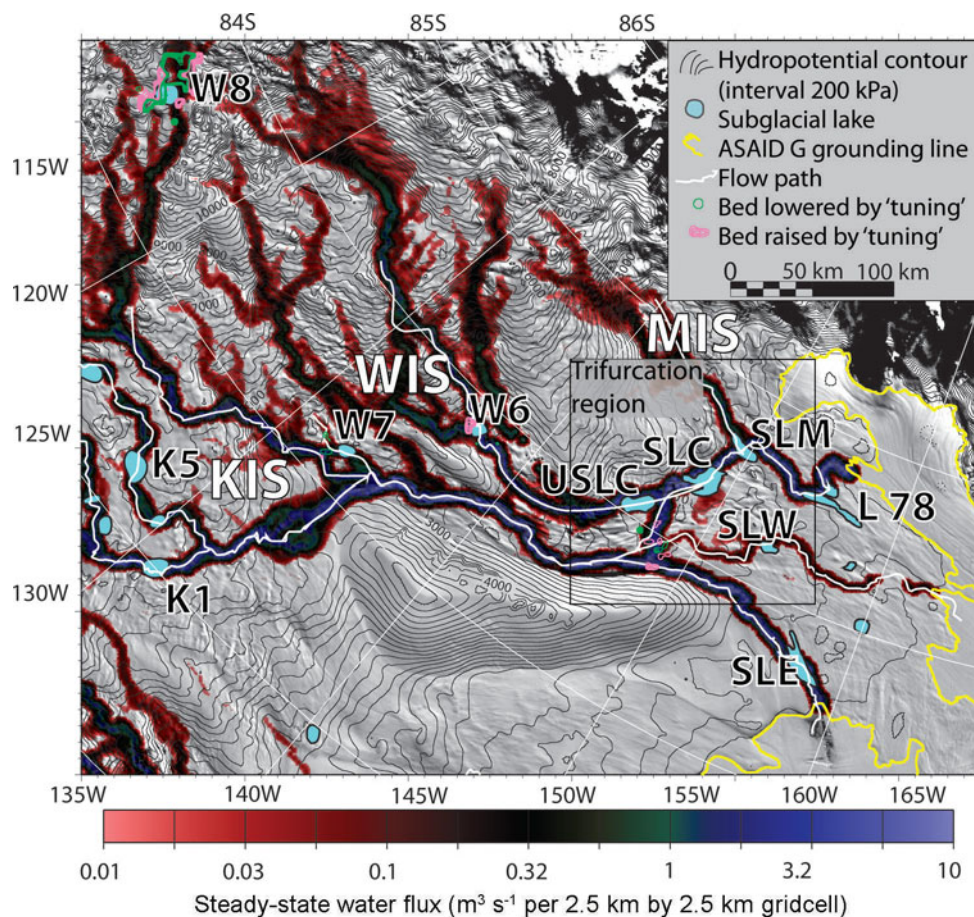 84S
85S
86S
Hydropotential contour
(interval 200 kPa)
Subglacial lake
ASAID G grounding line
Flow path
Bed lowered by 'tuning'
Bed raised by 'tuning'
0 50 km 100 km
W8
115W
10000
120W
MIS
WIS
Trifurcation
region
W6
W7
SLM
125W
SLC
K5
KIS
USLC
L 78
SLW
3000
4000
K1
130W
SLE
135W
140W
145W
150W
155W
160W
165W
0.01
0.03
0.1
0.32
1
3.2
10
Steady-state water flux (m³ s⁻¹ per 2.5 km by 2.5 km gridcell)